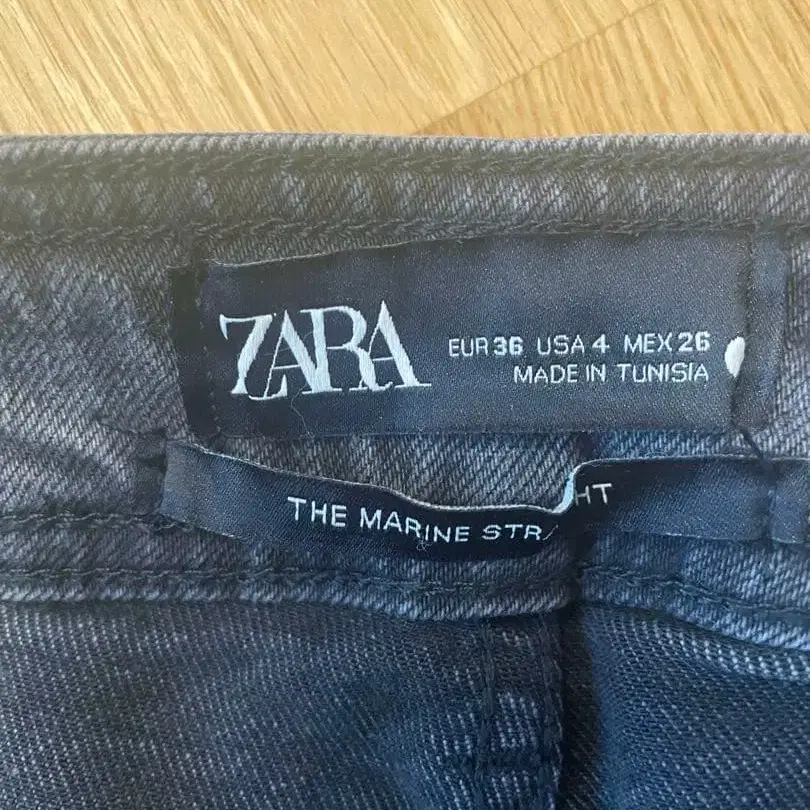 ZARA
EUR 36 USA 4 MEX 26
MADE IN TUNISIA
THE MARINE